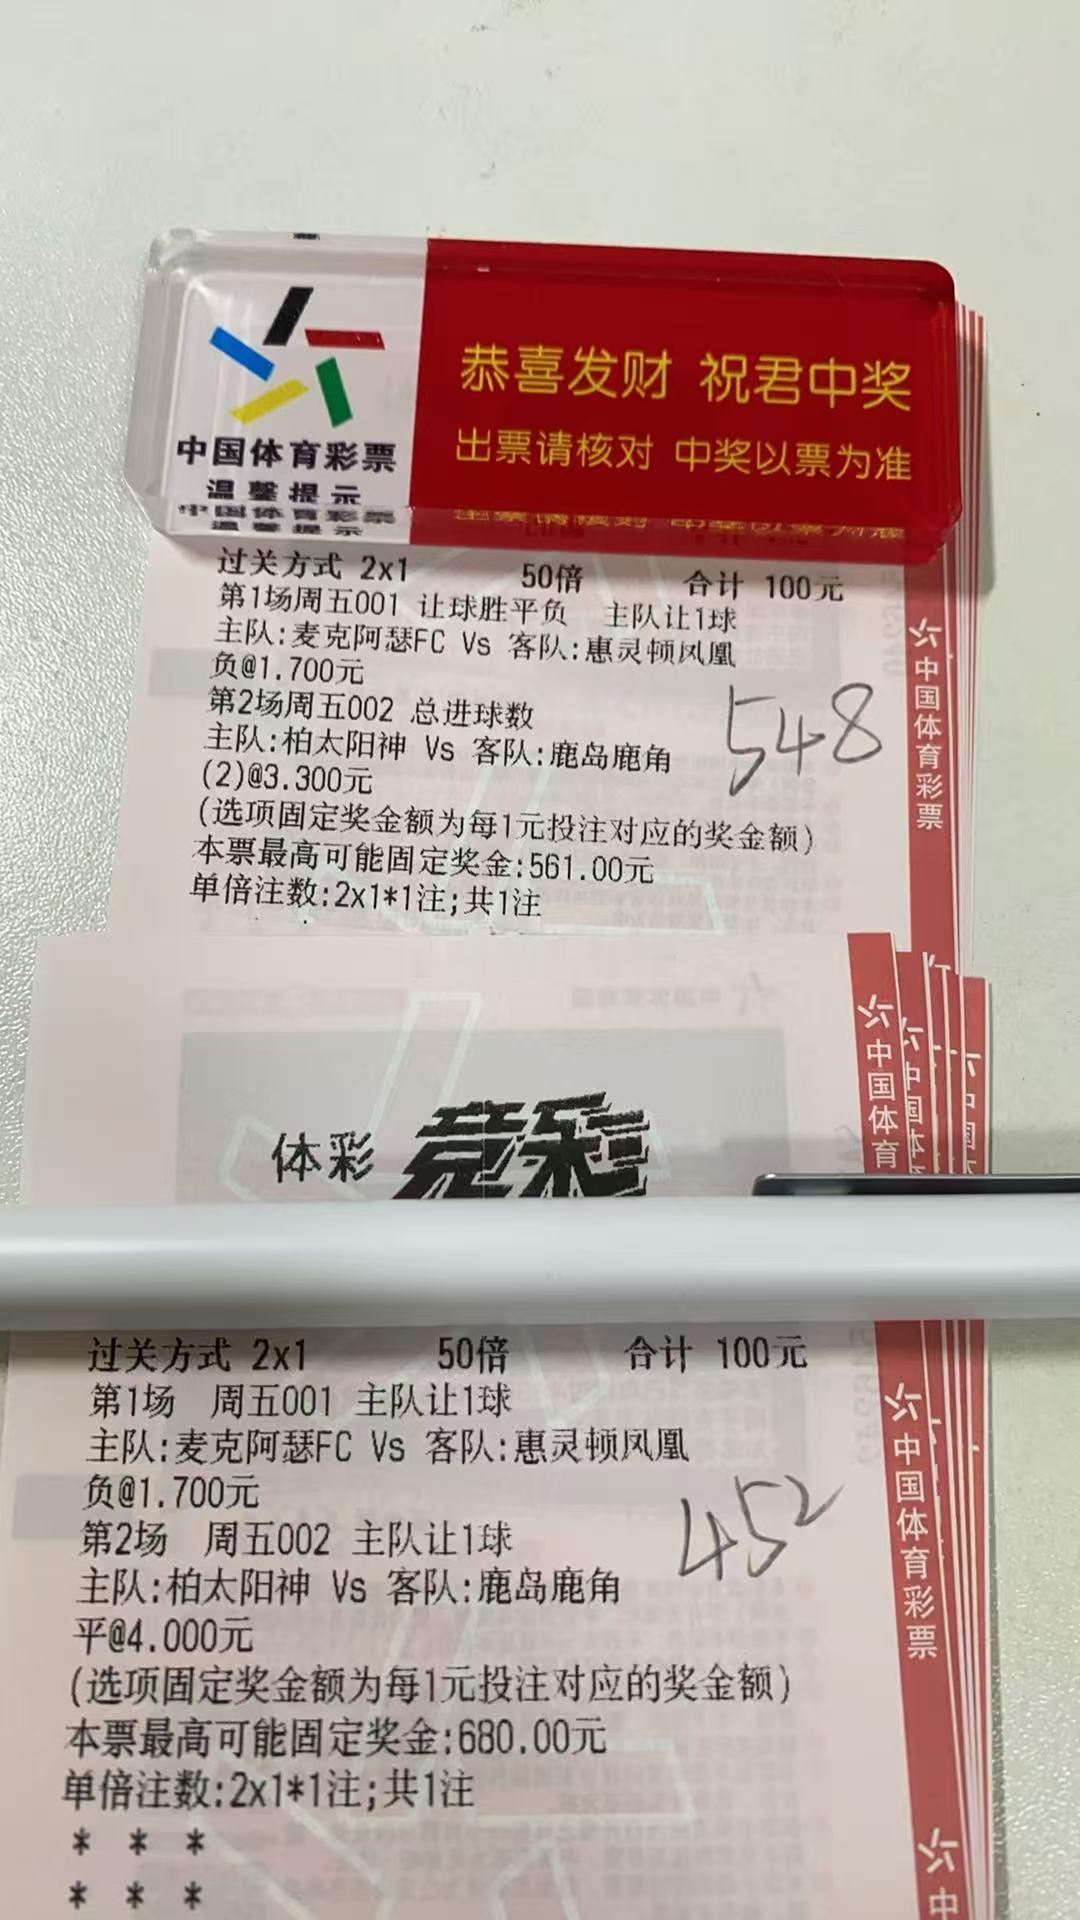 恭喜发财 祝君中奖
出票请核对 中奖以票为准
中国体育彩票
温馨提示
过关方式 2x1 50倍 合计 100元
第1场周五001 让球胜平负 主队让1球
主队:麦克阿瑟FC Vs 客队:惠灵顿凤凰
负@1.700元
第2场周五002 总进球数
主队:柏太阳神 Vs 客队:鹿岛鹿角
(2)@3.300元
548
(选项固定奖金额为每1元投注对应的奖金额)
本票最高可能固定奖金:561.00元
单倍注数:2x1*1注;共1注
中国体育彩票
体彩 竞彩
中国体育
过关方式 2x1 50倍 合计 100元
第1场 周五001 主队让1球
主队:麦克阿瑟FC Vs 客队:惠灵顿凤凰
负@1.700元
第2场 周五002 主队让1球
452
主队:柏太阳神 Vs 客队:鹿岛鹿角
平@4.000元
(选项固定奖金额为每1元投注对应的奖金额)
本票最高可能固定奖金:680.00元
单倍注数:2x1*1注;共1注
* * *
* * *
中国体育彩票
中